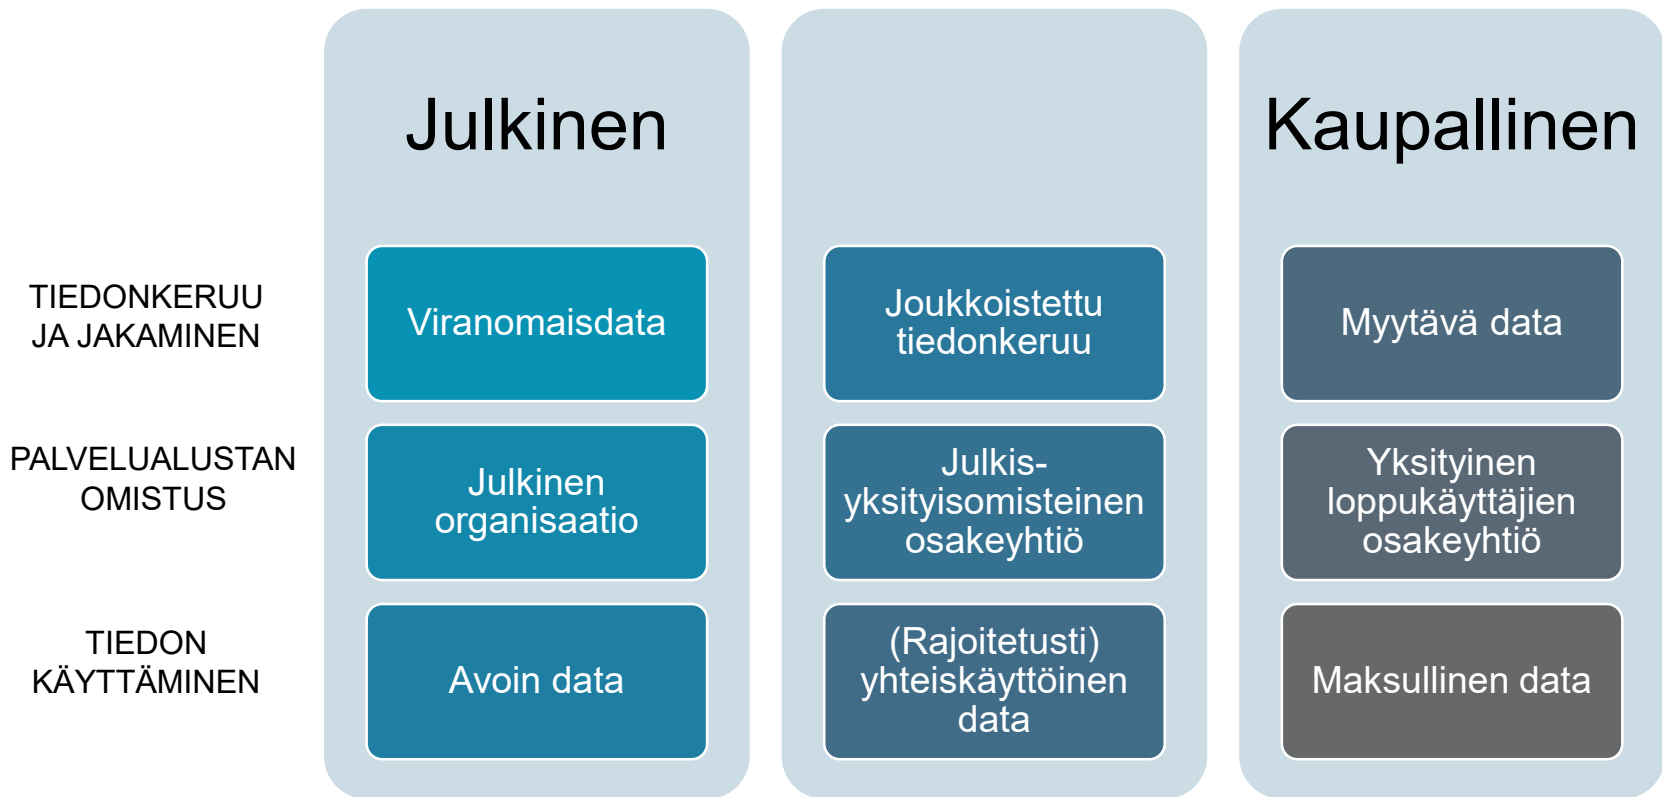 Julkinen
Kaupallinen
TIEDONKERUU
JA JAKAMINEN
Viranomaisdata
Joukkoistettu
tiedonkeruu
Myytävä data
PALVELUALUSTAN
OMISTUS
Julkinen
organisaatio
Julkis-
yksityisomisteinen
osakeyhtiö
Yksityinen
loppukäyttäjien
osakeyhtiö
TIEDON
KÄYTTÄMINEN
Avoin data
(Rajoitetusti)
yhteiskäyttöinen
data
Maksullinen data